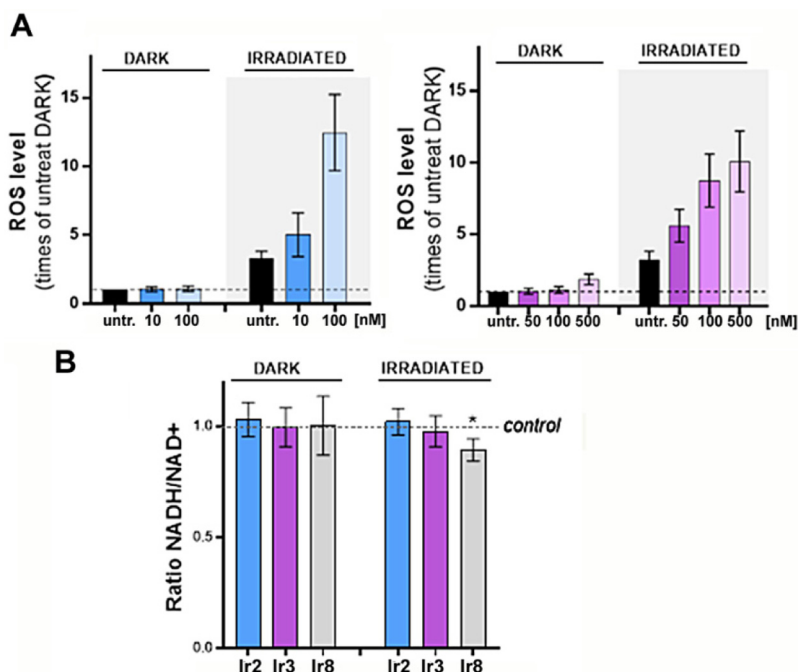 A
DARK IRRADIATED
ROS level
(times of untreat DARK)
15
10
5
0
untr. 10 100 untr. 10 100 [nM]
DARK IRRADIATED
ROS level
(times of untreat DARK)
15
10
5
0
untr. 50 100 500 untr. 50 100 500 [nM]
B
DARK IRRADIATED
Ratio NADH/NAD+
1.0
0.5
0.0
*
control
Ir2 Ir3 Ir8 Ir2 Ir3 Ir8